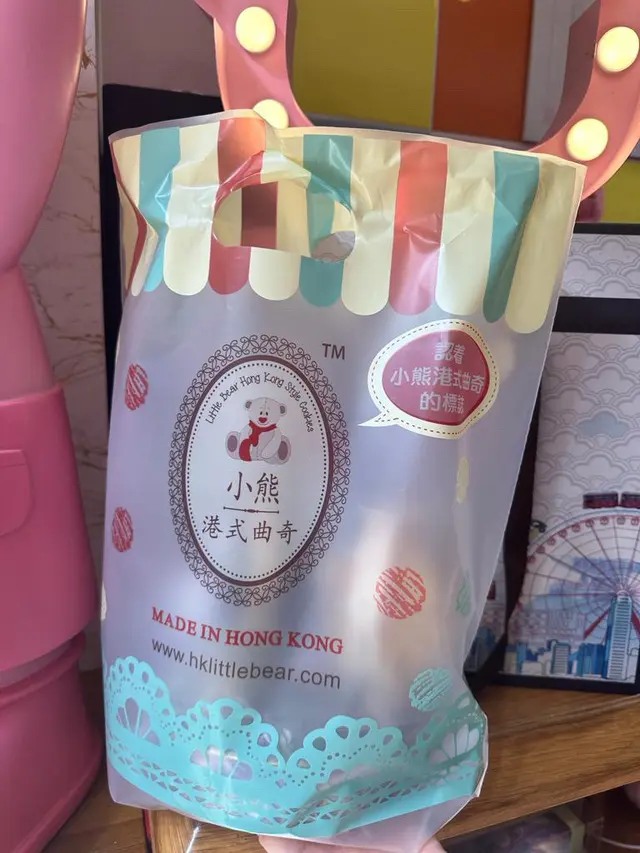 TM
Little Bear Hong Kong Style Cookies
小熊
港式曲奇
認着
小熊港式曲奇
的標誌
MADE IN HONG KONG
www.hklittlebear.com